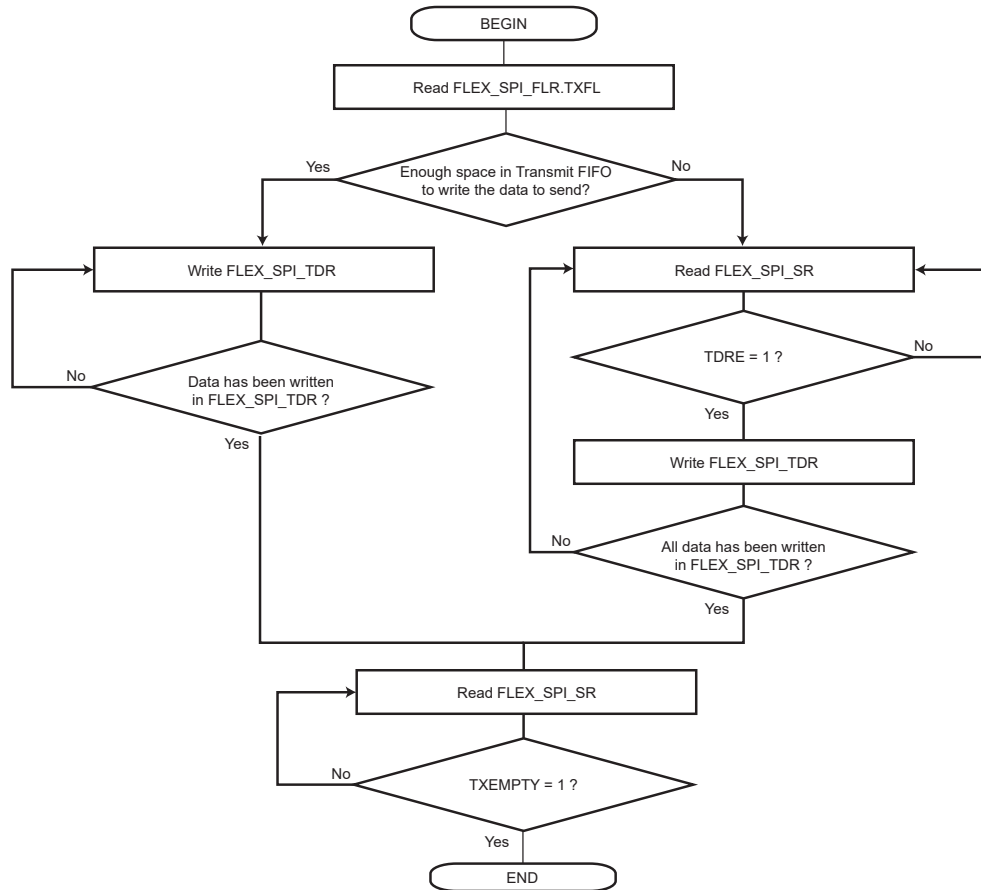 BEGIN
Read FLEX_SPI_FLR.TXFL
Yes
Enough space in Transmit FIFO
to write the data to send?
No
Write FLEX_SPI_TDR
Read FLEX_SPI_SR
TDRE = 1 ?
No
No
Data has been written
in FLEX_SPI_TDR ?
Yes
Yes
Write FLEX_SPI_TDR
No
All data has been written
in FLEX_SPI_TDR ?
Yes
Read FLEX_SPI_SR
No
TXEMPTY = 1 ?
Yes
END